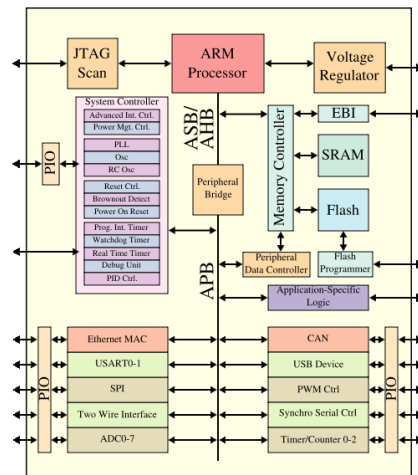 JTAG
Scan
ARM
Processor
Voltage
Regulator
System Controller
Advanced Int. Ctrl.
Power Mgt. Ctrl.
PLL
Osc
RC Osc
Reset Ctrl.
Brownout Detect
Power On Reset
Prog. Int. Timer
Watchdog Timer
Real Time Timer
Debug Unit
PID Ctrl.
PIO
ASB/
AHB
Peripheral
Bridge
APB
Memory Controller
EBI
SRAM
Flash
Peripheral
Data Controller
Flash
Programmer
Application-Specific
Logic
PIO
Ethernet MAC
USART0-1
SPI
Two Wire Interface
ADC0-7
CAN
USB Device
PWM Ctrl
Synchro Serial Ctrl
Timer/Counter 0-2
PIO